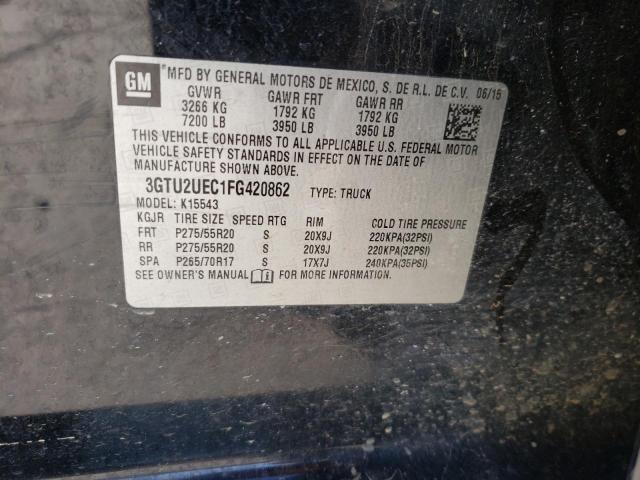 GM
*MFD BY GENERAL MOTORS DE MEXICO, S. DE R.L. DE C.V. 06/15
GVWR GAWR FRT GAWR RR
3266 KG 1792 KG 1792 KG
7200 LB 3950 LB 3950 LB
THIS VEHICLE CONFORMS TO ALL APPLICABLE U.S. FEDERAL MOTOR
VEHICLE SAFETY STANDARDS IN EFFECT ON THE DATE OF
MANUFACTURE SHOWN ABOVE.
3GTU2UEC1FG420862 TYPE: TRUCK
MODEL: K15543
KGJR TIRE SIZE SPEED RTG RIM COLD TIRE PRESSURE
FRT P275/55R20 S 20X9J 220KPA(32PSI)
RR P275/55R20 S 20X9J 220KPA(32PSI)
SPA P265/70R17 S 17X7J 240KPA(35PSI)
SEE OWNER'S MANUAL FOR MORE INFORMATION.